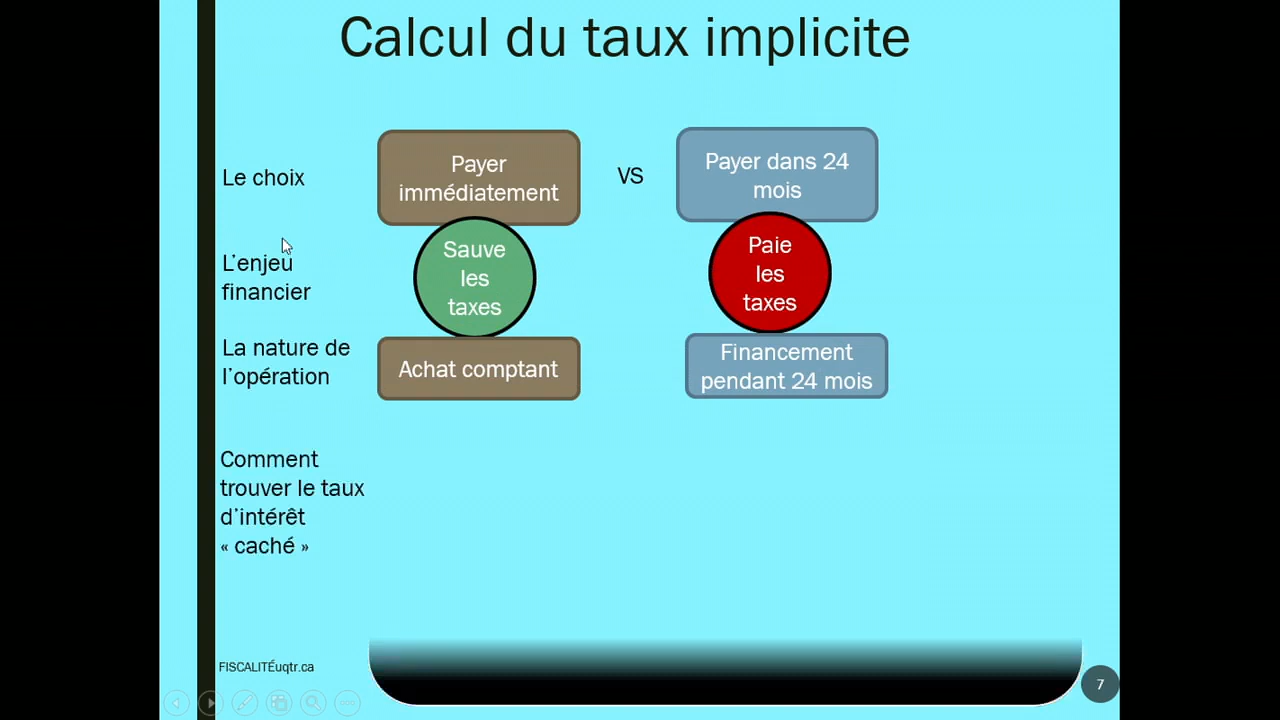 Calcul du taux implicite
Le choix
Payer
immédiatement
VS
Payer dans 24
mois
L'enjeu
financier
Sauve
les
taxes
Paie
les
taxes
La nature de
l'opération
Achat comptant
Financement
pendant 24 mois
Comment
trouver le taux
d'intérêt
« caché »
FISCALITÉuqtr.ca
7